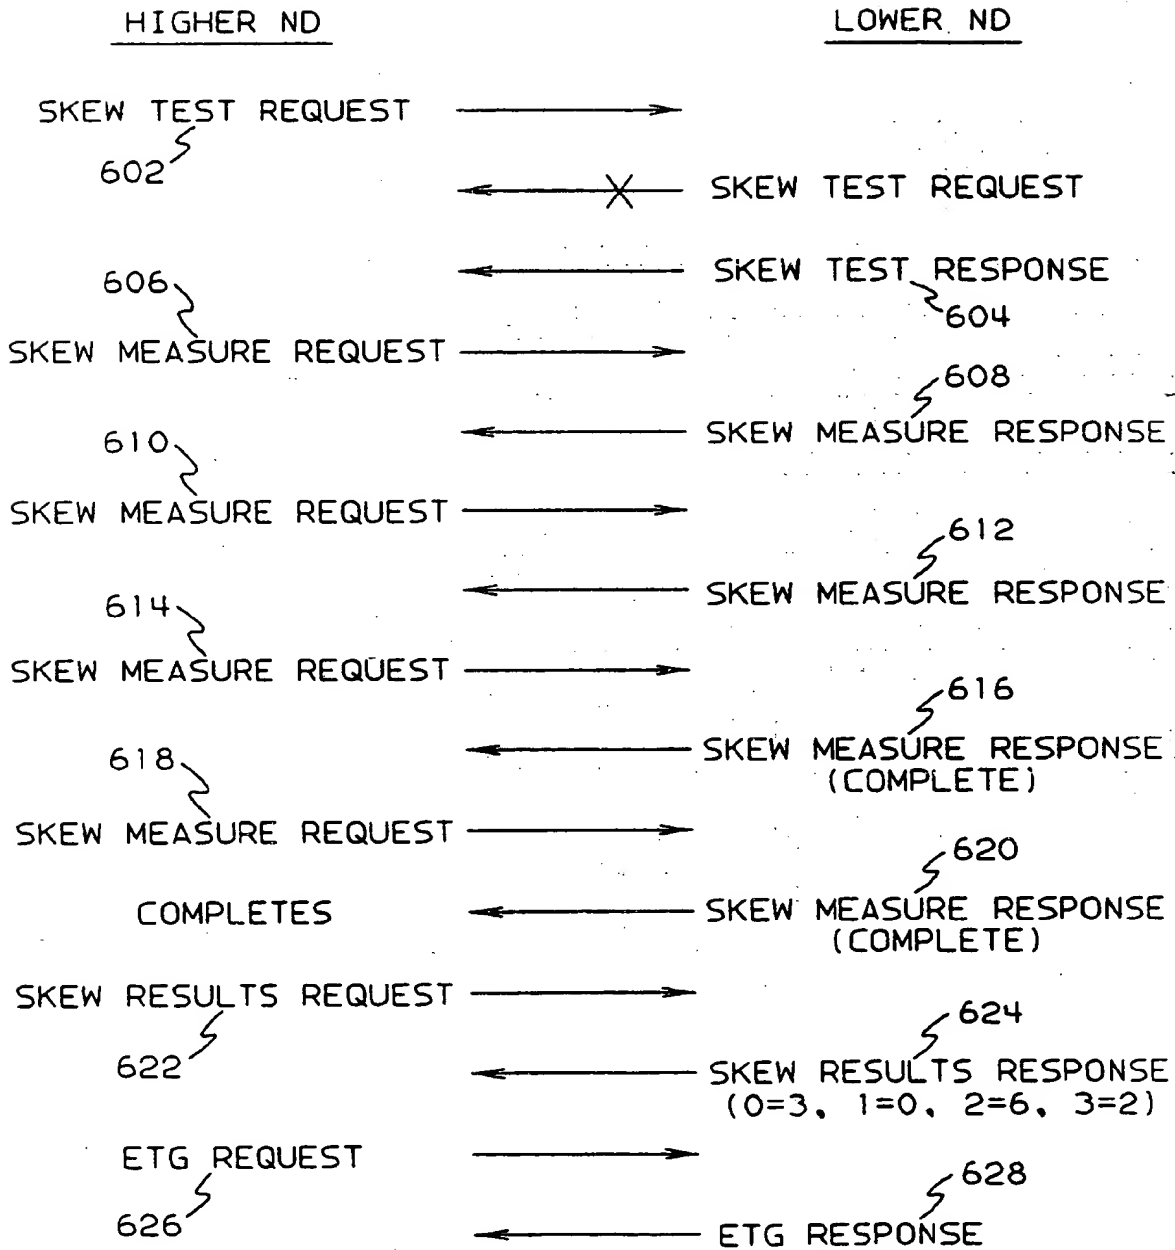 HIGHER ND
LOWER ND
SKEW TEST REQUEST
602
SKEW TEST REQUEST
SKEW TEST RESPONSE
604
606
SKEW MEASURE REQUEST
608
SKEW MEASURE RESPONSE
610
SKEW MEASURE REQUEST
612
SKEW MEASURE RESPONSE
614
SKEW MEASURE REQUEST
616
SKEW MEASURE RESPONSE
(COMPLETE)
618
SKEW MEASURE REQUEST
620
COMPLETES
SKEW MEASURE RESPONSE
(COMPLETE)
SKEW RESULTS REQUEST
622
624
SKEW RESULTS RESPONSE
(0=3, 1=0, 2=6, 3=2)
ETG REQUEST
626
628
ETG RESPONSE